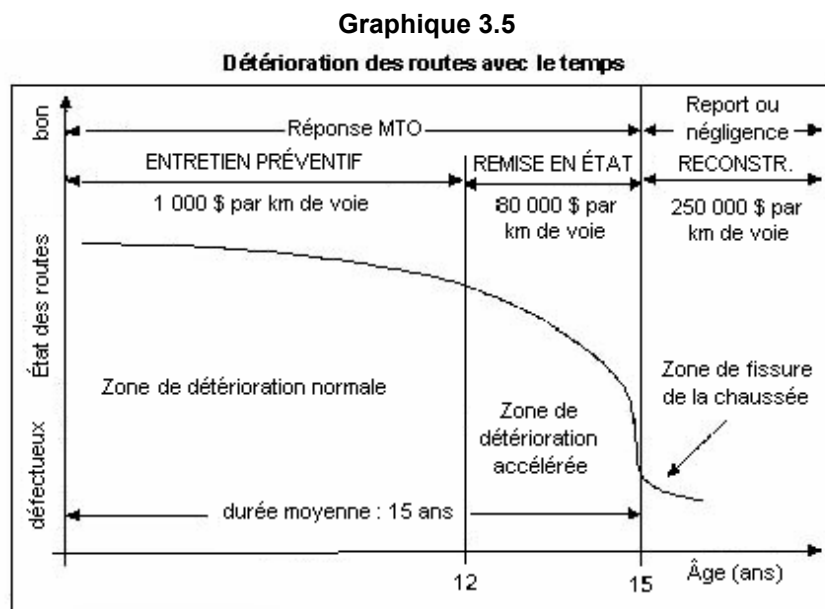 Graphique 3.5
Détérioration des routes avec le temps
bon
État des routes
défectueux
Réponse MTO
Report ou
négligence
ENTRETIEN PRÉVENTIF
1 000 $ par km de voie
REMISE EN ÉTAT
80 000 $ par
km de voie
RECONSTR.
250 000 $ par
km de voie
Zone de détérioration normale
Zone de
détérioration
accélérée
Zone de fissure
de la chaussée
durée moyenne : 15 ans
12
15
Âge (ans)